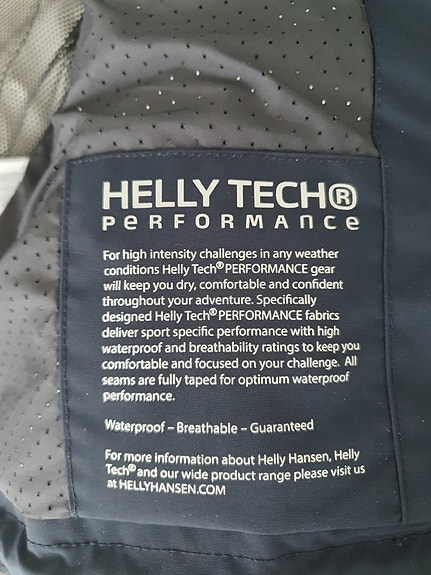 HELLY TECH®
PERFORMANCE
For high intensity challenges in any weather
conditions Helly Tech® PERFORMANCE gear
will keep you dry, comfortable and confident
throughout your adventure. Specifically
designed Helly Tech® PERFORMANCE fabrics
deliver sport specific performance with high
waterproof and breathability ratings to keep you
comfortable and focused on your challenge. All
seams are fully taped for optimum waterproof
performance.
Waterproof – Breathable – Guaranteed
For more information about Helly Hansen, Helly
Tech® and our wide product range please visit us
at HELLYHANSEN.COM